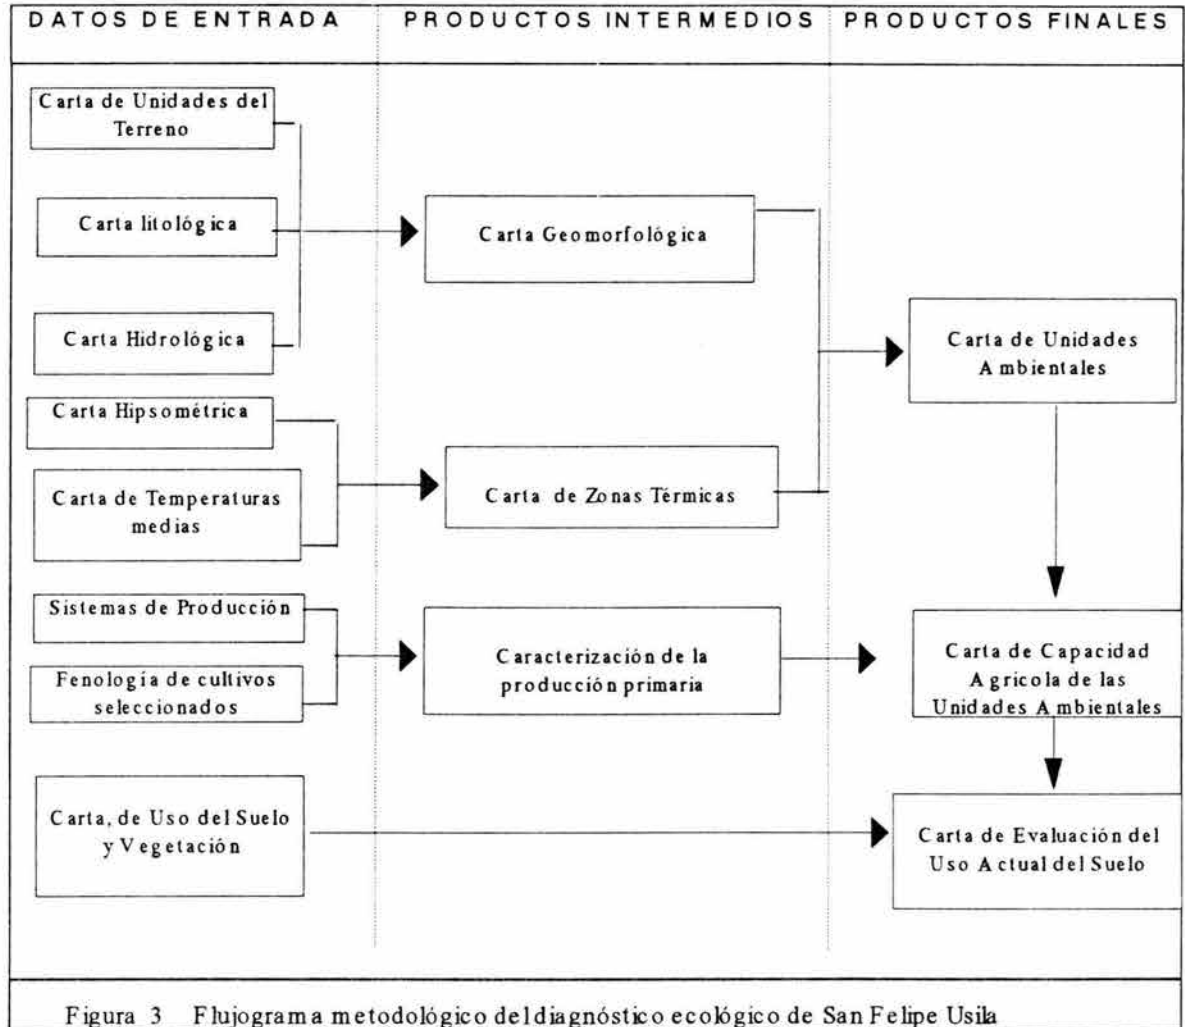 DATOS DE ENTRADA PRODUCTOS INTERMEDIOS PRODUCTOS FINALES
Carta de Unidades del
Terreno
Carta litológica
Carta Hidrológica
Carta Hipsométrica
Carta de Temperaturas
medias
Sistemas de Producción
Fenología de cultivos
seleccionados
Carta, de Uso del Suelo
y Vegetación
Carta Geomorfológica
Carta de Zonas Térmicas
Caracterización de la
producción primaria
Carta de Unidades
Ambientales
Carta de Capacidad
Agricola de las
Unidades Ambientales
Carta de Evaluación del
Uso Actual del Suelo
Figura 3 Flujograma metodológico del diagnóstico ecológico de San Felipe Usila